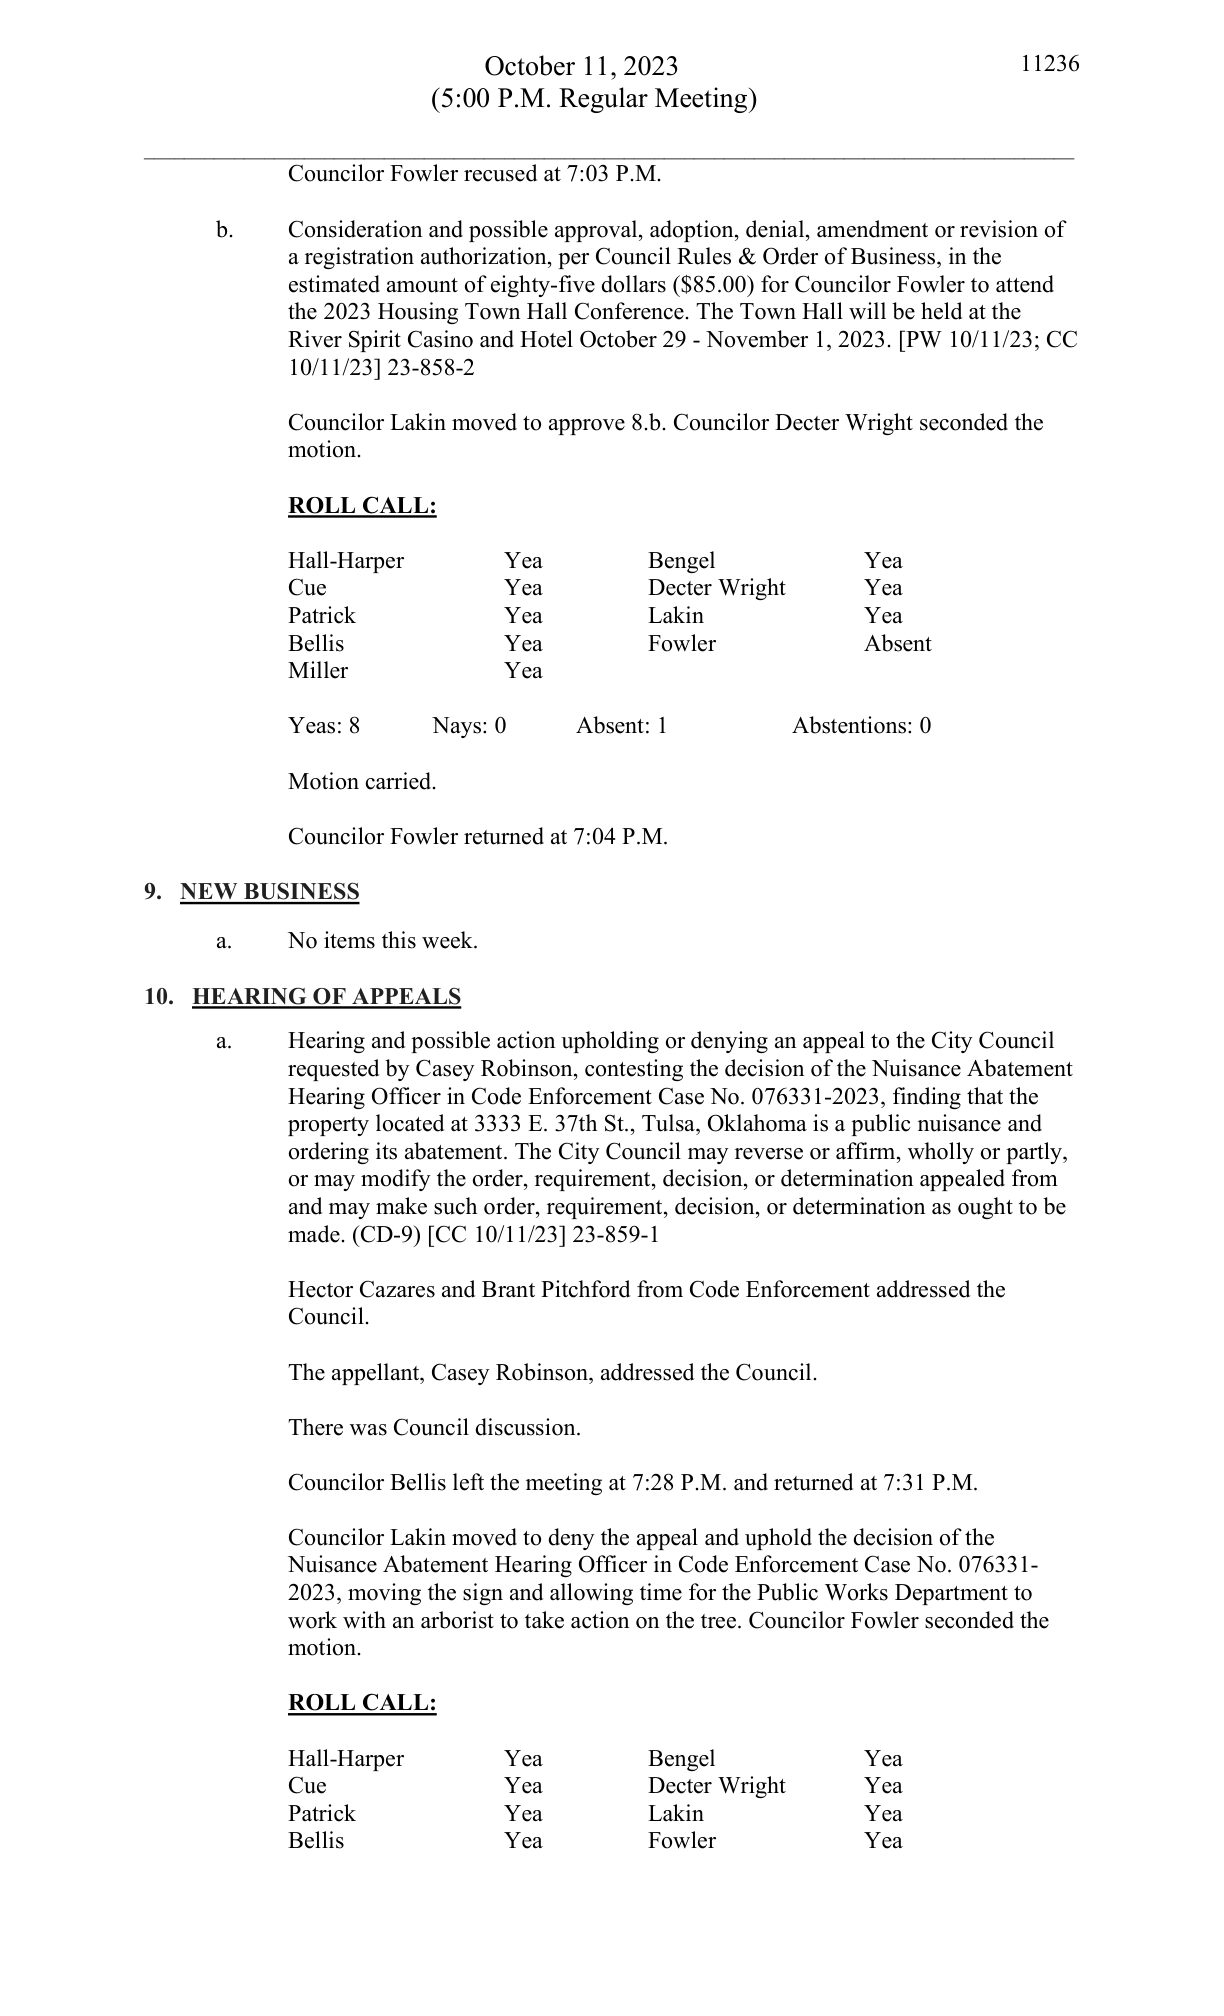 October 11, 2023
11236
(5:00 P.M. Regular Meeting)
Councilor Fowler recused at 7:03 P.M.
b. Consideration and possible approval, adoption, denial, amendment or revision of
a registration authorization, per Council Rules & Order of Business, in the
estimated amount of eighty-five dollars ($85.00) for Councilor Fowler to attend
the 2023 Housing Town Hall Conference. The Town Hall will be held at the
River Spirit Casino and Hotel October 29 - November 1, 2023. [PW 10/11/23; CC
10/11/23] 23-858-2
Councilor Lakin moved to approve 8.b. Councilor Decter Wright seconded the
motion.
ROLL CALL:
Hall-Harper Yea Bengel Yea
Cue Yea Decter Wright Yea
Patrick Yea Lakin Yea
Bellis Yea Fowler Absent
Miller Yea
Yeas: 8 Nays: 0 Absent: 1 Abstentions: 0
Motion carried.
Councilor Fowler returned at 7:04 P.M.
9. NEW BUSINESS
a. No items this week.
10. HEARING OF APPEALS
a. Hearing and possible action upholding or denying an appeal to the City Council
requested by Casey Robinson, contesting the decision of the Nuisance Abatement
Hearing Officer in Code Enforcement Case No. 076331-2023, finding that the
property located at 3333 E. 37th St., Tulsa, Oklahoma is a public nuisance and
ordering its abatement. The City Council may reverse or affirm, wholly or partly,
or may modify the order, requirement, decision, or determination appealed from
and may make such order, requirement, decision, or determination as ought to be
made. (CD-9) [CC 10/11/23] 23-859-1
Hector Cazares and Brant Pitchford from Code Enforcement addressed the
Council.
The appellant, Casey Robinson, addressed the Council.
There was Council discussion.
Councilor Bellis left the meeting at 7:28 P.M. and returned at 7:31 P.M.
Councilor Lakin moved to deny the appeal and uphold the decision of the
Nuisance Abatement Hearing Officer in Code Enforcement Case No. 076331-
2023, moving the sign and allowing time for the Public Works Department to
work with an arborist to take action on the tree. Councilor Fowler seconded the
motion.
ROLL CALL:
Hall-Harper Yea Bengel Yea
Cue Yea Decter Wright Yea
Patrick Yea Lakin Yea
Bellis Yea Fowler Yea